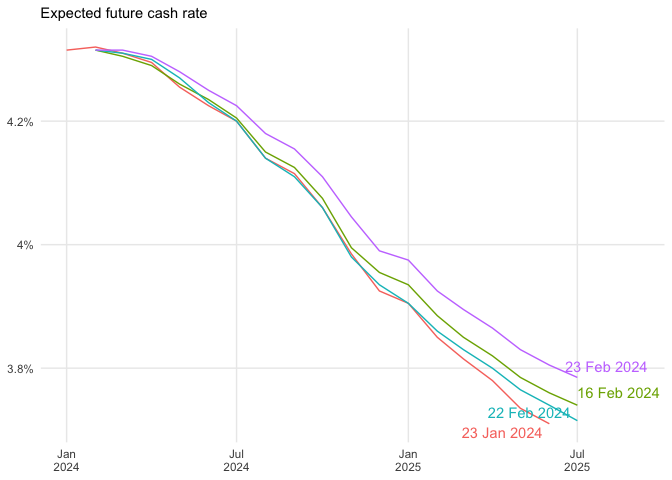 Expected future cash rate
4.2%
4%
3.8%
23 Feb 2024
16 Feb 2024
22 Feb 2024
23 Jan 2024
Jan
2024
Jul
2024
Jan
2025
Jul
2025